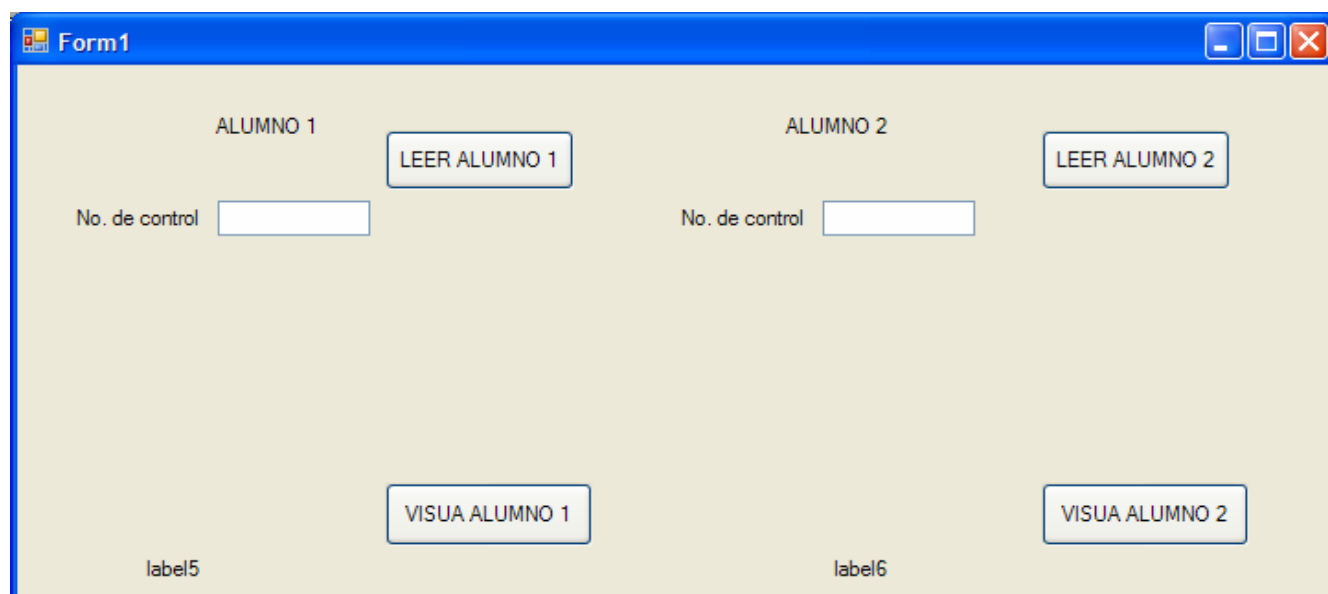 Form1
ALUMNO 1
LEER ALUMNO 1
ALUMNO 2
LEER ALUMNO 2
No. de control
No. de control
VISUA ALUMNO 1
VISUA ALUMNO 2
label5
label6